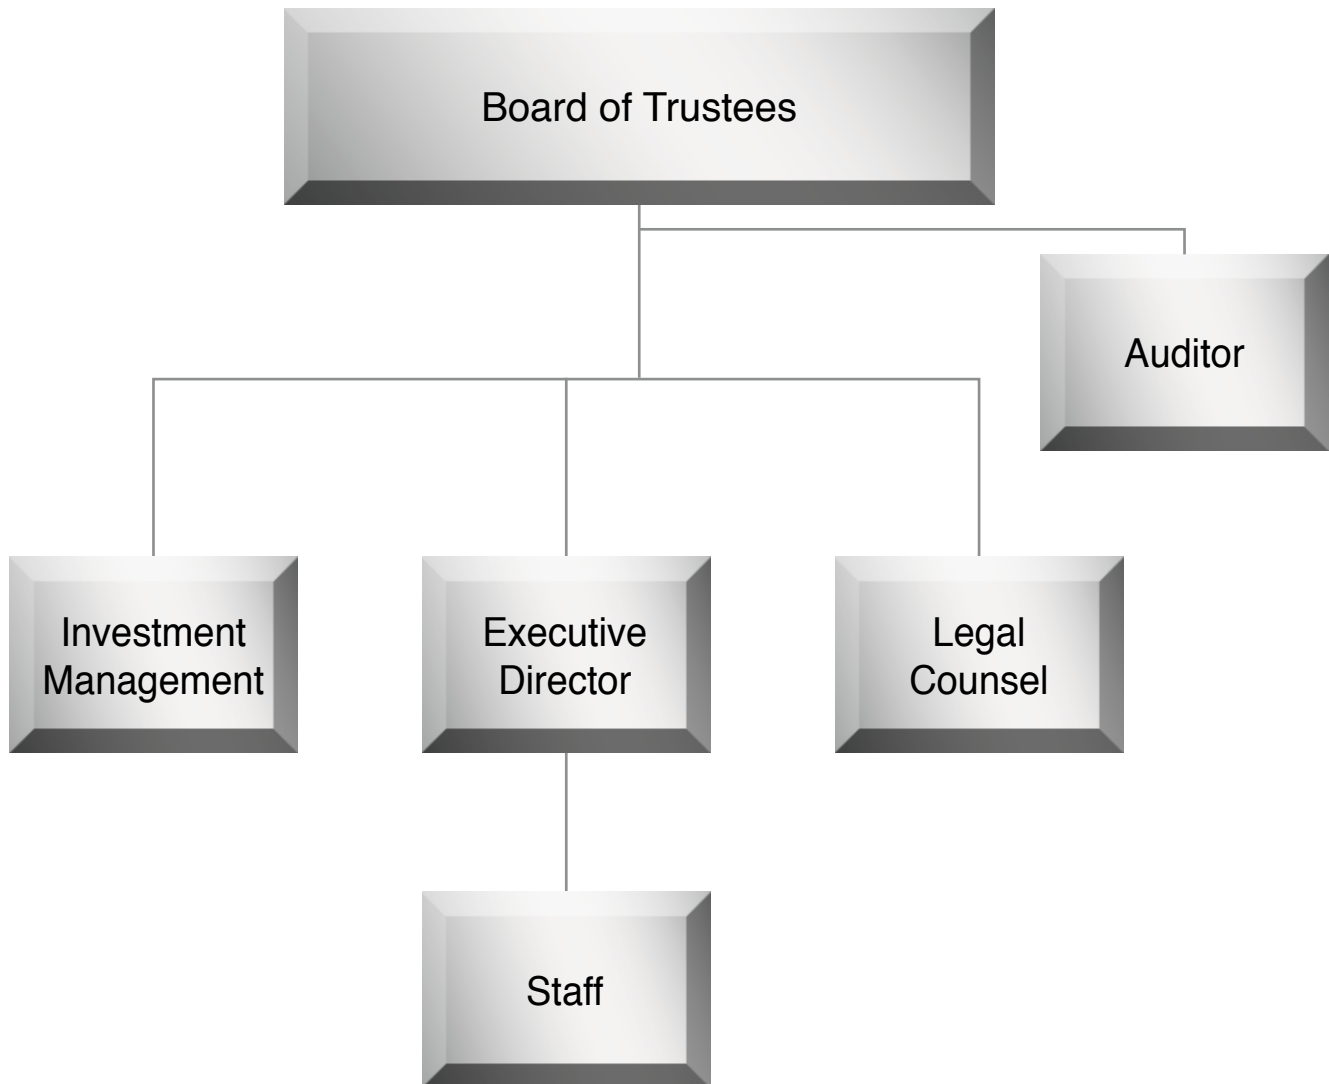 Board of Trustees
Auditor
Investment
Management
Executive
Director
Legal
Counsel
Staff